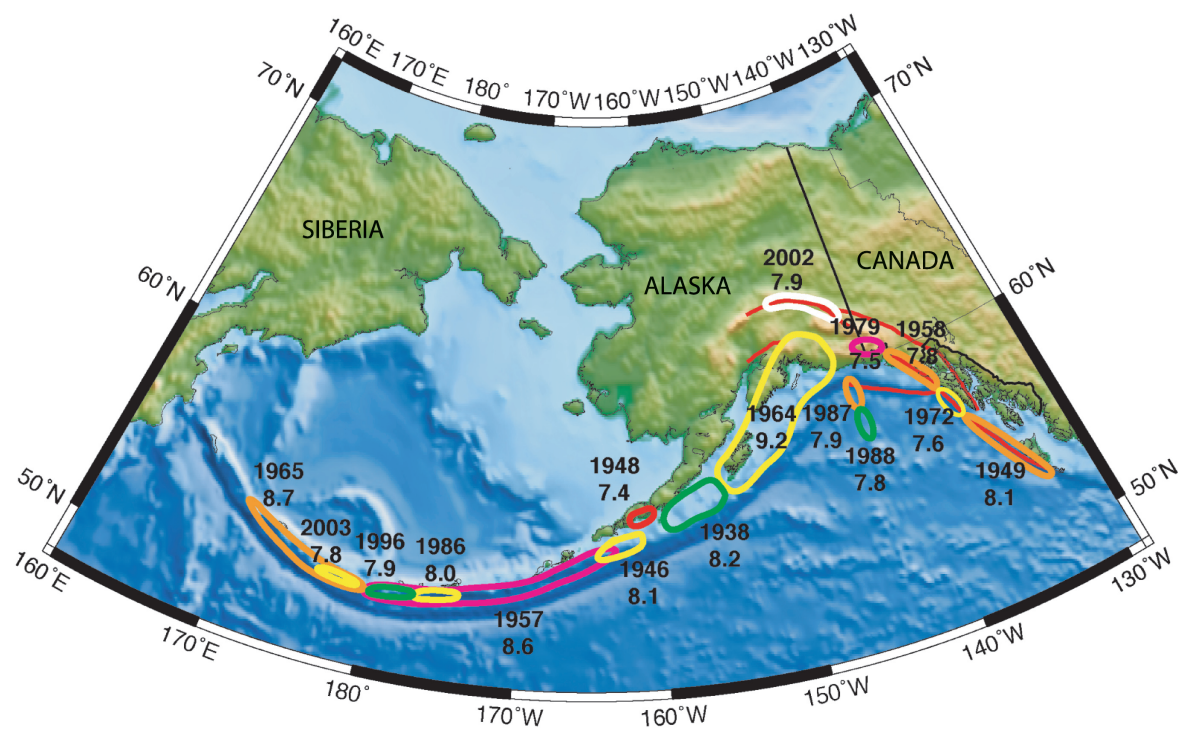 160°E
170°E
180°
170°W
160°W
150°W
140°W
130°W
70°N
70°N
SIBERIA
ALASKA
CANADA
2002
7.9
60°N
60°N
1979
7.5
1958
7.8
1964
9.2
1987
7.9
1988
7.8
1972
7.6
1949
8.1
1948
7.4
1938
8.2
1946
8.1
1965
8.7
2003
7.8
1996
7.9
1986
8.0
1957
8.6
50°N
50°N
160°E
170°E
180°
170°W
160°W
150°W
140°W
130°W